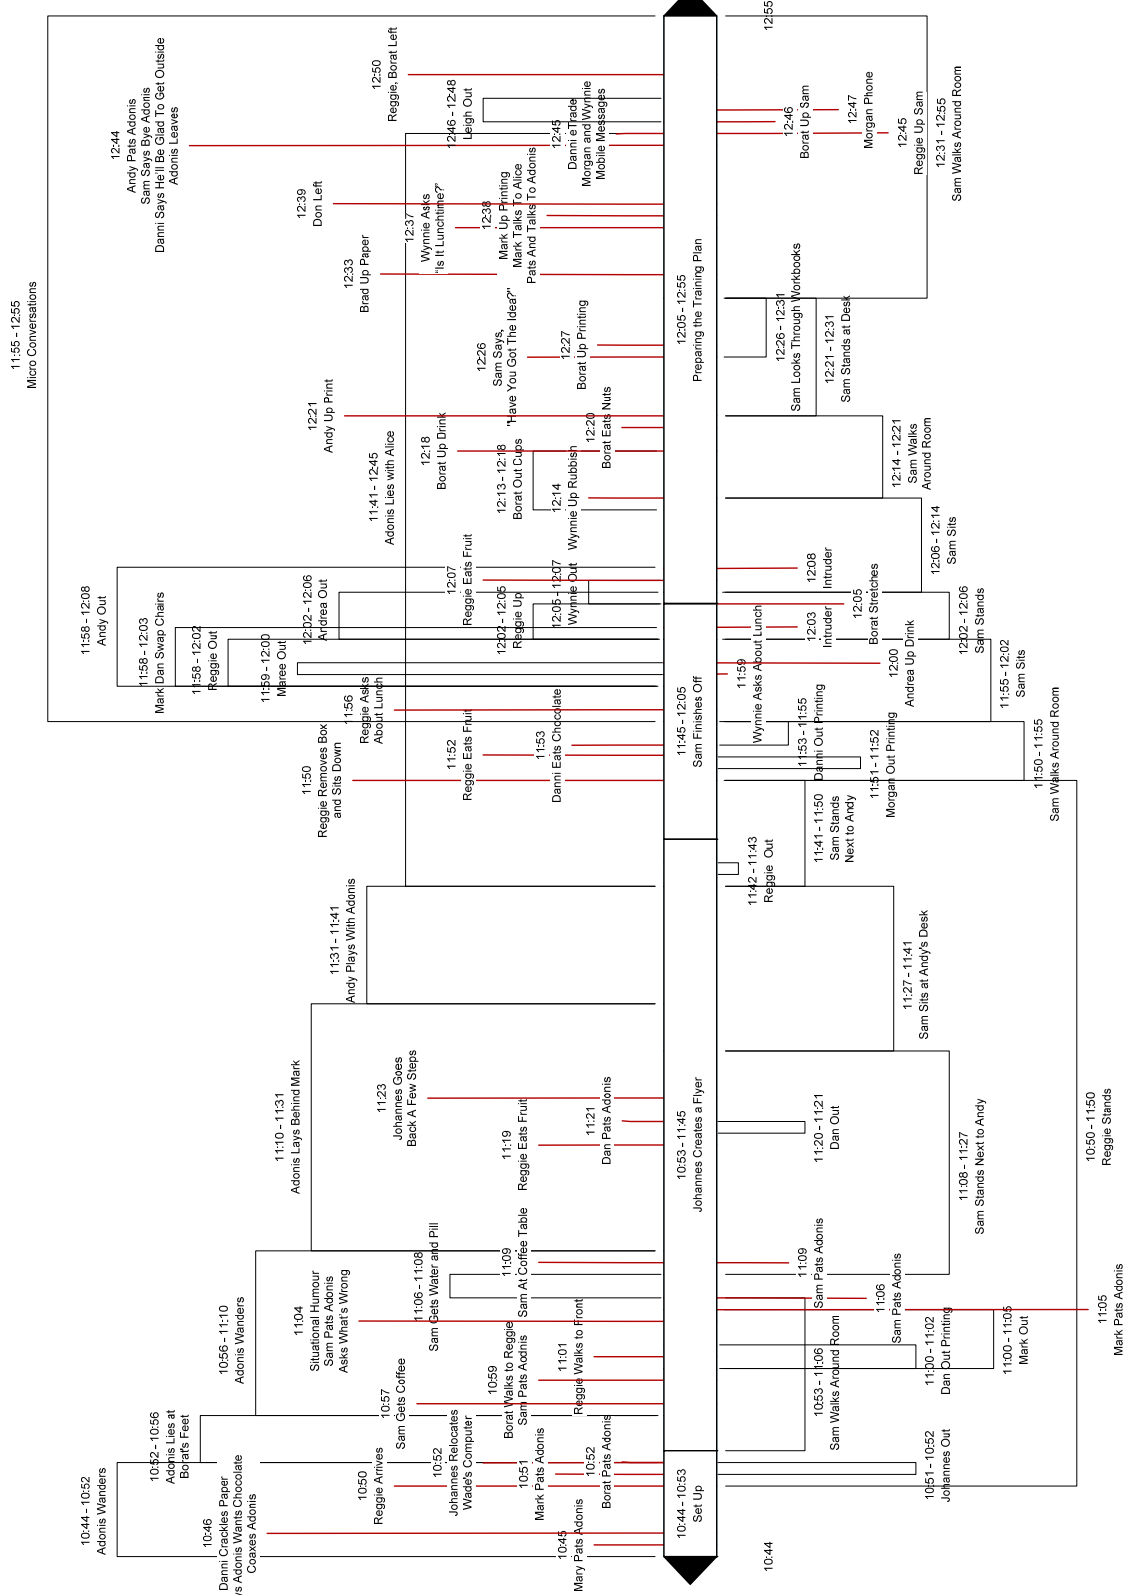 11:55 – 12:55
Micro Conversations
12:44
Andy Pats Adonis
Sam Says Bye Adonis
Danni Says He'll Be Glad To Get Outside
Adonis Leaves
11:58 – 12:08
Andy Out
11:58 – 12:03
Mark Dan Swap Chairs
11:58 – 12:02
Reggie Out
11:59 – 12:00
Maree Out
12:02 – 12:06
Andrea Out
10:44 – 10:52
Adonis Wanders
10:52 – 10:56
Adonis Lies at
Borat's Feet
10:46
Danni Crackles Paper
ys Adonis Wants Chocolate
Coaxes Adonis
10:56 – 11:10
Adonis Wanders
11:10 – 11:31
Adonis Lays Behind Mark
11:04
Situational Humour
Sam Pats Adonis
Asks What's Wrong
11:31 – 11:41
Andy Plays With Adonis
11:50
Reggie Removes Box
and Sits Down
11:56
Reggie Asks
About Lunch
12:21
Andy Up Print
12:39
Don Left
12:33
Brad Up Paper
12:50
Reggie, Borat Left
11:41 – 12:45
Adonis Lies with Alice
10:50
Reggie Arrives
10:57
Sam Gets Coffee
11:23
Johannes Goes
Back A Few Steps
11:06 – 11:08
Sam Gets Water and Pill
10:52
Johannes Relocates
Wade's Computer
11:52
Reggie Eats Fruit
12:07
Reggie Eats Fruit
12:18
Borat Up Drink
12:37
Wynnie Asks
"Is It Lunchtime?"
12:46 – 12:48
Leigh Out
10:59
Borat Walks to Reggie
Sam Pats Aodnis
11:09
Sam At Coffee Table
11:19
Reggie Eats Fruit
12:02 – 12:05
Reggie Up
12:13 – 12:18
Borat Out Cups
12:26
Sam Says,
"Have You Got The Idea?"
12:38
Mark Up Printing
Mark Talks To Alice
Pats And Talks To Adonis
10:51
Mark Pats Adonis
11:53
Danni Eats Chocolate
12:05 – 12:07
Wynnie Out
12:14
Wynnie Up Rubbish
12:27
Borat Up Printing
12:45
Danni eTrade
Morgan and Wynnie
Mobile Messages
10:45
Mary Pats Adonis
10:52
Borat Pats Adonis
11:01
Reggie Walks to Front
11:21
Dan Pats Adonis
12:20
Borat Eats Nuts
10:44 – 10:53
Set Up
10:53 – 11:45
Johannes Creates a Flyer
11:45 – 12:05
Sam Finishes Off
12:05 – 12:55
Preparing the Training Plan
10:44
12:55
11:42 – 11:43
Reggie Out
11:59
Wynnie Asks About Lunch
12:26 – 12:31
Sam Looks Through Workbooks
12:46
Borat Up Sam
11:09
Sam Pats Adonis
10:53 – 11:06
Sam Walks Around Room
11:20 – 11:21
Dan Out
11:41 – 11:50
Sam Stands
Next to Andy
11:53 – 11:55
Danni Out Printing
12:03
Intruder
12:08
Intruder
12:21 – 12:31
Sam Stands at Desk
12:47
Morgan Phone
11:06
Sam Pats Adonis
11:51 – 11:52
Morgan Out Printing
12:05
Borat Stretches
12:00
Andrea Up Drink
12:14 – 12:21
Sam Walks
Around Room
12:45
Reggie Up Sam
10:51 – 10:52
Johannes Out
11:00 – 11:02
Dan Out Printing
11:27 – 11:41
Sam Sits at Andy's Desk
12:06 – 12:14
Sam Sits
12:31 – 12:55
Sam Walks Around Room
11:08 – 11:27
Sam Stands Next to Andy
12:02 – 12:06
Sam Stands
11:00 – 11:05
Mark Out
11:55 – 12:02
Sam Sits
11:50 – 11:55
Sam Walks Around Room
10:50 – 11:50
Reggie Stands
11:05
Mark Pats Adonis